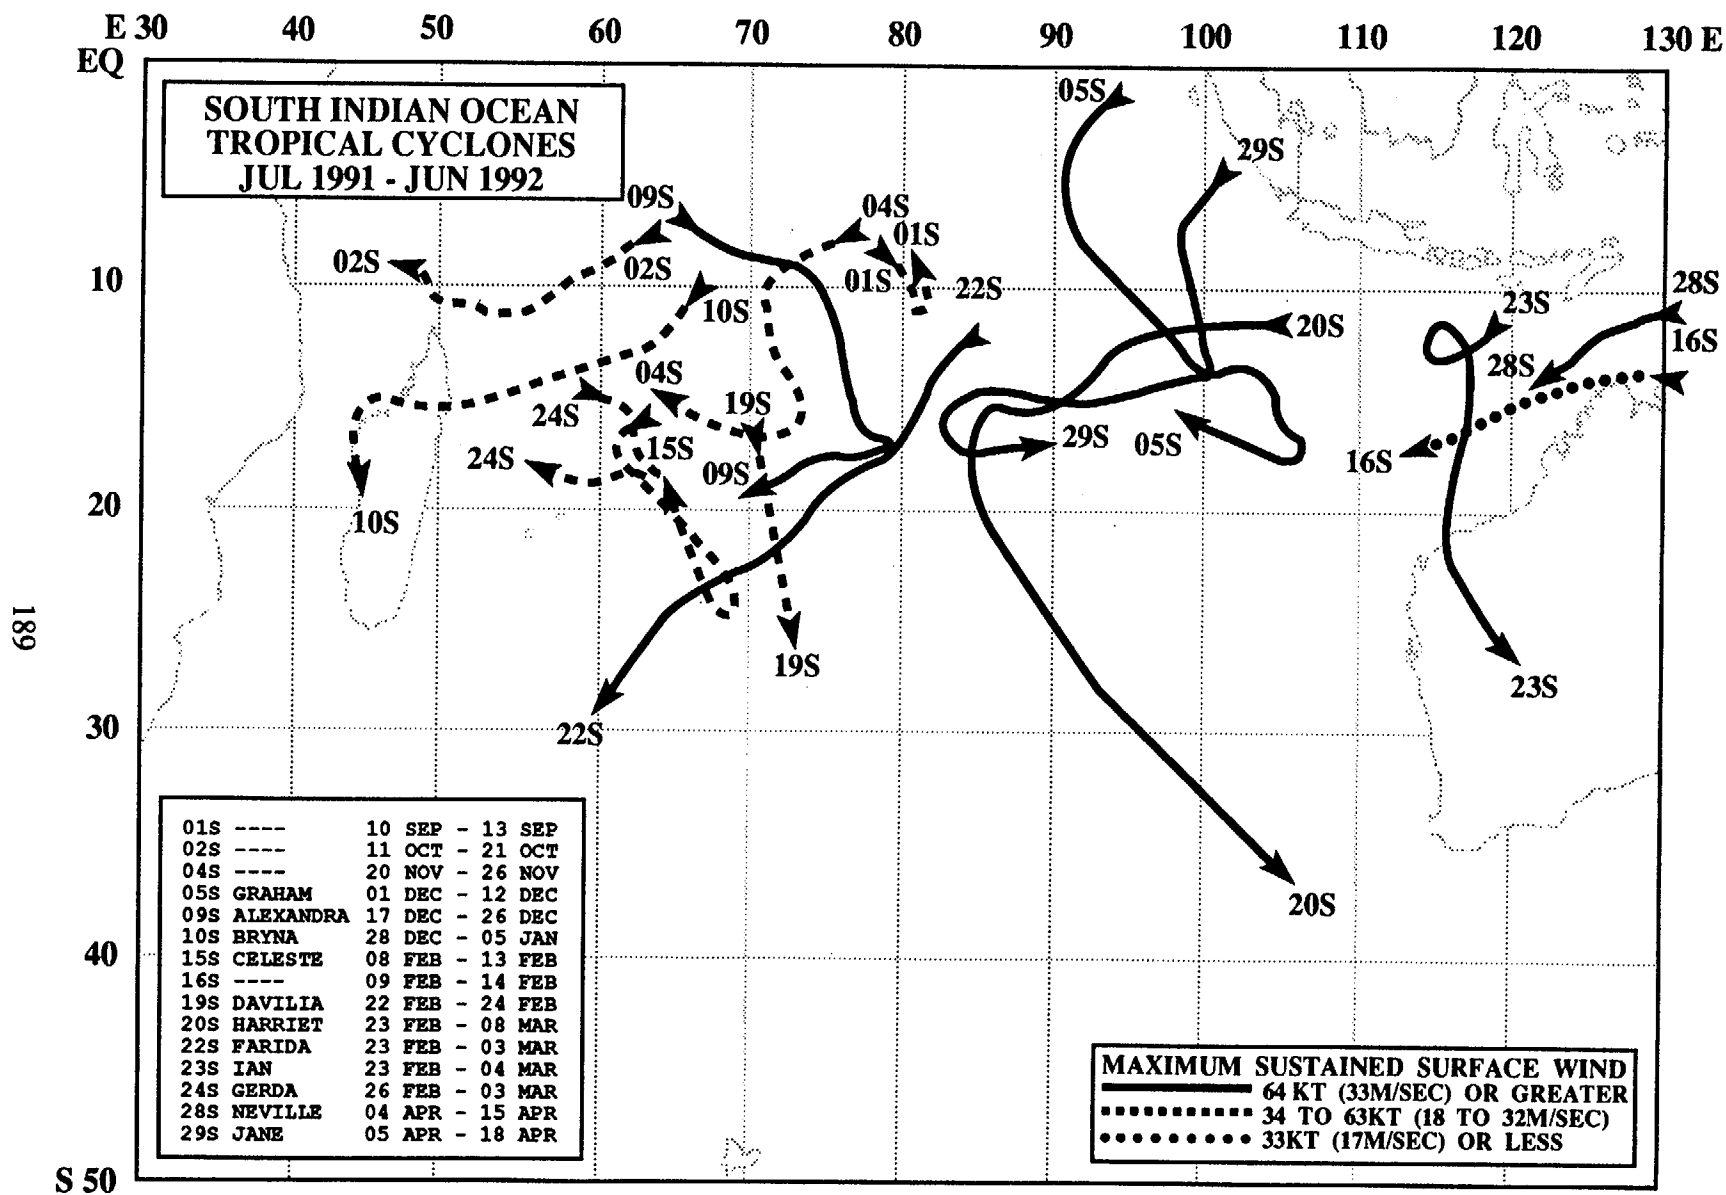 E 30 40 50 60 70 80 90 100 110 120 130 E
EQ
SOUTH INDIAN OCEAN
TROPICAL CYCLONES
JUL 1991 - JUN 1992
05S
29S
09S
04S
01S
02S
02S
01S
22S
28S
10
10S
23S
20S
16S
04S
28S
24S
19S
15S
29S
05S
24S
09S
16S
20
10S
189
19S
23S
30
22S
01S ---- 10 SEP - 13 SEP
02S ---- 11 OCT - 21 OCT
04S ---- 20 NOV - 26 NOV
05S GRAHAM 01 DEC - 12 DEC
09S ALEXANDRA 17 DEC - 26 DEC
10S BRYNA 28 DEC - 05 JAN
15S CELESTE 08 FEB - 13 FEB
16S ---- 09 FEB - 14 FEB
19S DAVILIA 22 FEB - 24 FEB
20S HARRIET 23 FEB - 08 MAR
22S FARIDA 23 FEB - 03 MAR
23S IAN 23 FEB - 04 MAR
24S GERDA 26 FEB - 03 MAR
28S NEVILLE 04 APR - 15 APR
29S JANE 05 APR - 18 APR
20S
40
MAXIMUM SUSTAINED SURFACE WIND
64 KT (33M/SEC) OR GREATER
34 TO 63KT (18 TO 32M/SEC)
33KT (17M/SEC) OR LESS
S 50